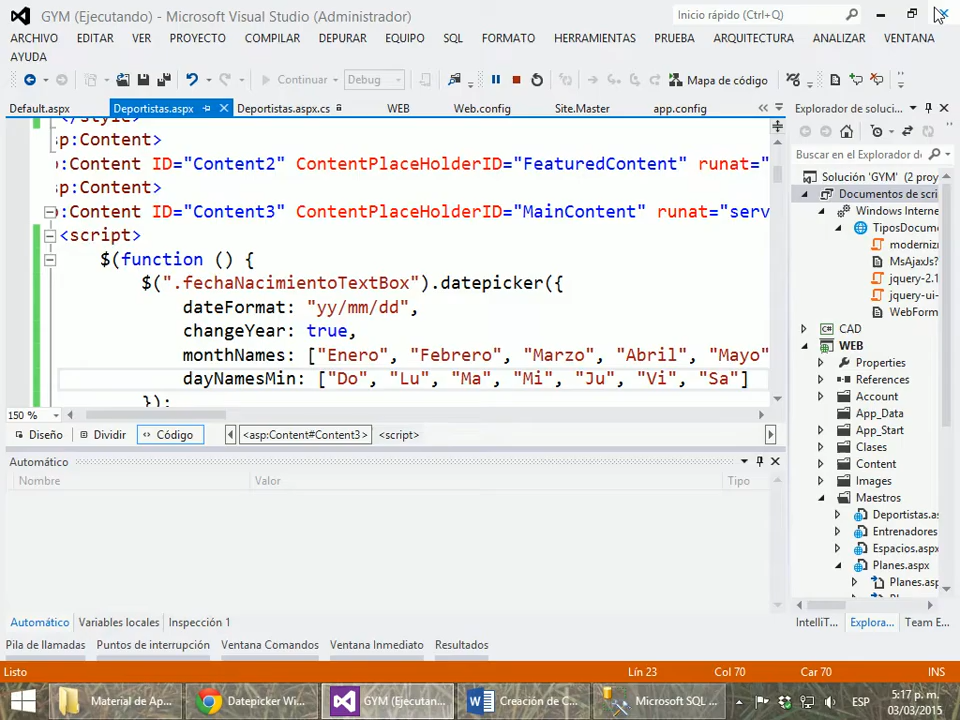 GYM (Ejecutando) - Microsoft Visual Studio (Administrador)
Inicio rápido (Ctrl+Q)
ARCHIVO EDITAR VER PROYECTO COMPILAR DEPURAR EQUIPO SQL FORMATO HERRAMIENTAS PRUEBA ARQUITECTURA ANALIZAR VENTANA
AYUDA
Continuar Debug Mapa de código
Default.aspx Deportistas.aspx Deportistas.aspx.cs WEB Web.config Site.Master app.config
Explorador de soluci...
Buscar en el Explorador de
sp:Content>
p:Content ID="Content2" ContentPlaceHolderID="FeaturedContent" runat="
sp:Content>
p:Content ID="Content3" ContentPlaceHolderID="MainContent" runat="serv
<script>
$(function () {
$(".fechaNacimientoTextBox").datepicker({
dateFormat: "yy/mm/dd",
changeYear: true,
monthNames: ["Enero", "Febrero", "Marzo", "Abril", "Mayo"
dayNamesMin: ["Do", "Lu", "Ma", "Mi", "Ju", "Vi", "Sa"]
});
150 %
Diseño Dividir Código <asp:Content#Content3> <script>
Solución 'GYM' (2 proy
Documentos de scri
Windows Interne
TiposDocume
moderniz
MsAjaxJs?
jquery-2.1
jquery-ui-
WebForm
CAD
WEB
Properties
References
Account
App_Data
App_Start
Clases
Content
Images
Maestros
Deportistas.as
Entrenadores
Espacios.aspx
Planes.aspx
Planes.asp
Automático
Nombre Valor Tipo
Automático Variables locales Inspección 1
IntelliT... Explora... Team E...
Pila de llamadas Puntos de interrupción Ventana Comandos Ventana Inmediato Resultados
Listo Lín 23 Col 70 Car 70 INS
Material de Ap... Datepicker Wi... GYM (Ejecutan... Creación de C... Microsoft SQL ... ESP
5:17 p. m.
03/03/2015